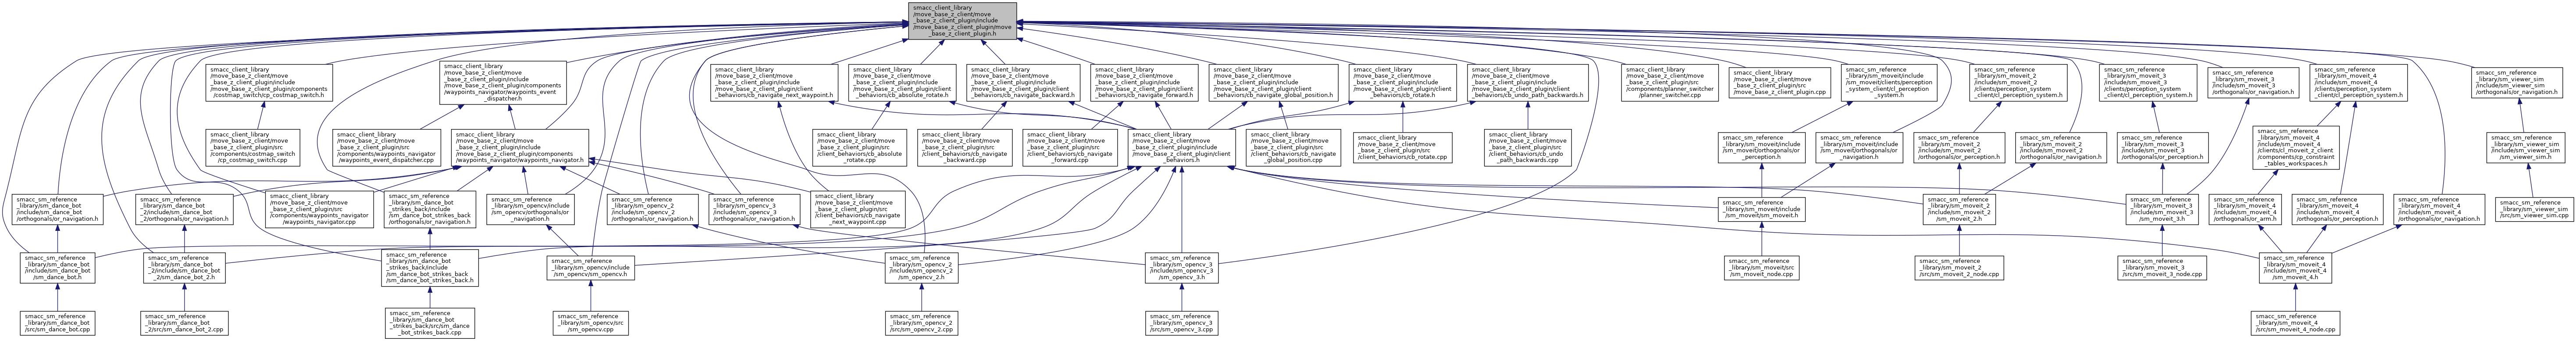 smacc_client_library
/move_base_z_client/move
_base_z_client_plugin/include
/move_base_z_client_plugin/move
_base_z_client_plugin.h
smacc_client_library
/move_base_z_client/move
_base_z_client_plugin/include
/move_base_z_client_plugin/components
/costmap_switch/cp_costmap_switch.h
smacc_client_library
/move_base_z_client/move
_base_z_client_plugin/include
/move_base_z_client_plugin/components
/waypoints_navigator/waypoints_event
_dispatcher.h
smacc_client_library
/move_base_z_client/move
_base_z_client_plugin/include
/move_base_z_client_plugin/client
_behaviors/cb_navigate_next_waypoint.h
smacc_client_library
/move_base_z_client/move
_base_z_client_plugin/include
/move_base_z_client_plugin/client
_behaviors/cb_absolute_rotate.h
smacc_client_library
/move_base_z_client/move
_base_z_client_plugin/include
/move_base_z_client_plugin/client
_behaviors/cb_navigate_backward.h
smacc_client_library
/move_base_z_client/move
_base_z_client_plugin/include
/move_base_z_client_plugin/client
_behaviors/cb_navigate_forward.h
smacc_client_library
/move_base_z_client/move
_base_z_client_plugin/include
/move_base_z_client_plugin/client
_behaviors/cb_navigate_global_position.h
smacc_client_library
/move_base_z_client/move
_base_z_client_plugin/include
/move_base_z_client_plugin/client
_behaviors/cb_rotate.h
smacc_client_library
/move_base_z_client/move
_base_z_client_plugin/include
/move_base_z_client_plugin/client
_behaviors/cb_undo_path_backwards.h
smacc_client_library
/move_base_z_client/move
_base_z_client_plugin/src
/components/planner_switcher
/planner_switcher.cpp
smacc_client_library
/move_base_z_client/move
_base_z_client_plugin/src
/move_base_z_client_plugin.cpp
smacc_sm_reference
_library/sm_moveit/include
/sm_moveit/clients/perception
_system_client/cl_perception
_system.h
smacc_sm_reference
_library/sm_moveit_2
/include/sm_moveit_2
/clients/perception_system
_client/cl_perception_system.h
smacc_sm_reference
_library/sm_moveit_3
/include/sm_moveit_3
/clients/perception_system
_client/cl_perception_system.h
smacc_sm_reference
_library/sm_moveit_3
/include/sm_moveit_3
/orthogonals/or_navigation.h
smacc_sm_reference
_library/sm_moveit_4
/include/sm_moveit_4
/clients/perception_system
_client/cl_perception_system.h
smacc_sm_reference
_library/sm_viewer_sim
/include/sm_viewer_sim
/orthogonals/or_navigation.h
smacc_client_library
/move_base_z_client/move
_base_z_client_plugin/src
/components/costmap_switch
/cp_costmap_switch.cpp
smacc_client_library
/move_base_z_client/move
_base_z_client_plugin/src
/components/waypoints_navigator
/waypoints_event_dispatcher.cpp
smacc_client_library
/move_base_z_client/move
_base_z_client_plugin/include
/move_base_z_client_plugin/components
/waypoints_navigator/waypoints_navigator.h
smacc_client_library
/move_base_z_client/move
_base_z_client_plugin/src
/client_behaviors/cb_absolute
_rotate.cpp
smacc_client_library
/move_base_z_client/move
_base_z_client_plugin/src
/client_behaviors/cb_navigate
_backward.cpp
smacc_client_library
/move_base_z_client/move
_base_z_client_plugin/src
/client_behaviors/cb_navigate
_forward.cpp
smacc_client_library
/move_base_z_client/move
_base_z_client_plugin/include
/move_base_z_client_plugin/client
_behaviors.h
smacc_client_library
/move_base_z_client/move
_base_z_client_plugin/src
/client_behaviors/cb_navigate
_global_position.cpp
smacc_client_library
/move_base_z_client/move
_base_z_client_plugin/src
/client_behaviors/cb_rotate.cpp
smacc_client_library
/move_base_z_client/move
_base_z_client_plugin/src
/client_behaviors/cb_undo
_path_backwards.cpp
smacc_sm_reference
_library/sm_moveit/include
/sm_moveit/orthogonals/or
_perception.h
smacc_sm_reference
_library/sm_moveit/include
/sm_moveit/orthogonals/or
_navigation.h
smacc_sm_reference
_library/sm_moveit_2
/include/sm_moveit_2
/orthogonals/or_perception.h
smacc_sm_reference
_library/sm_moveit_2
/include/sm_moveit_2
/orthogonals/or_navigation.h
smacc_sm_reference
_library/sm_moveit_3
/include/sm_moveit_3
/orthogonals/or_perception.h
smacc_sm_reference
_library/sm_moveit_4
/include/sm_moveit_4
/clients/cl_moveit_z_client
/components/cp_constraint
_tables_workspaces.h
smacc_sm_reference
_library/sm_viewer_sim
/include/sm_viewer_sim
/sm_viewer_sim.h
smacc_sm_reference
_library/sm_dance_bot
/include/sm_dance_bot
/orthogonals/or_navigation.h
smacc_sm_reference
_library/sm_dance_bot
_2/include/sm_dance_bot
_2/orthogonals/or_navigation.h
smacc_client_library
/move_base_z_client/move
_base_z_client_plugin/src
/components/waypoints_navigator
/waypoints_navigator.cpp
smacc_sm_reference
_library/sm_dance_bot
_strikes_back/include
/sm_dance_bot_strikes_back
/orthogonals/or_navigation.h
smacc_sm_reference
_library/sm_opencv/include
/sm_opencv/orthogonals/or
_navigation.h
smacc_sm_reference
_library/sm_opencv_2
/include/sm_opencv_2
/orthogonals/or_navigation.h
smacc_sm_reference
_library/sm_opencv_3
/include/sm_opencv_3
/orthogonals/or_navigation.h
smacc_client_library
/move_base_z_client/move
_base_z_client_plugin/src
/client_behaviors/cb_navigate
_next_waypoint.cpp
smacc_sm_reference
_library/sm_moveit/include
/sm_moveit/sm_moveit.h
smacc_sm_reference
_library/sm_moveit_2
/include/sm_moveit_2
/sm_moveit_2.h
smacc_sm_reference
_library/sm_moveit_3
/include/sm_moveit_3
/sm_moveit_3.h
smacc_sm_reference
_library/sm_moveit_4
/include/sm_moveit_4
/orthogonals/or_arm.h
smacc_sm_reference
_library/sm_moveit_4
/include/sm_moveit_4
/orthogonals/or_perception.h
smacc_sm_reference
_library/sm_moveit_4
/include/sm_moveit_4
/orthogonals/or_navigation.h
smacc_sm_reference
_library/sm_viewer_sim
/src/sm_viewer_sim.cpp
smacc_sm_reference
_library/sm_dance_bot
/include/sm_dance_bot
/sm_dance_bot.h
smacc_sm_reference
_library/sm_dance_bot
_2/include/sm_dance_bot
_2/sm_dance_bot_2.h
smacc_sm_reference
_library/sm_dance_bot
_strikes_back/include
/sm_dance_bot_strikes_back
/sm_dance_bot_strikes_back.h
smacc_sm_reference
_library/sm_opencv/include
/sm_opencv/sm_opencv.h
smacc_sm_reference
_library/sm_opencv_2
/include/sm_opencv_2
/sm_opencv_2.h
smacc_sm_reference
_library/sm_opencv_3
/include/sm_opencv_3
/sm_opencv_3.h
smacc_sm_reference
_library/sm_moveit/src
/sm_moveit_node.cpp
smacc_sm_reference
_library/sm_moveit_2
/src/sm_moveit_2_node.cpp
smacc_sm_reference
_library/sm_moveit_3
/src/sm_moveit_3_node.cpp
smacc_sm_reference
_library/sm_moveit_4
/include/sm_moveit_4
/sm_moveit_4.h
smacc_sm_reference
_library/sm_dance_bot
/src/sm_dance_bot.cpp
smacc_sm_reference
_library/sm_dance_bot
_2/src/sm_dance_bot_2.cpp
smacc_sm_reference
_library/sm_dance_bot
_strikes_back/src/sm_dance
_bot_strikes_back.cpp
smacc_sm_reference
_library/sm_opencv/src
/sm_opencv.cpp
smacc_sm_reference
_library/sm_opencv_2
/src/sm_opencv_2.cpp
smacc_sm_reference
_library/sm_opencv_3
/src/sm_opencv_3.cpp
smacc_sm_reference
_library/sm_moveit_4
/src/sm_moveit_4_node.cpp